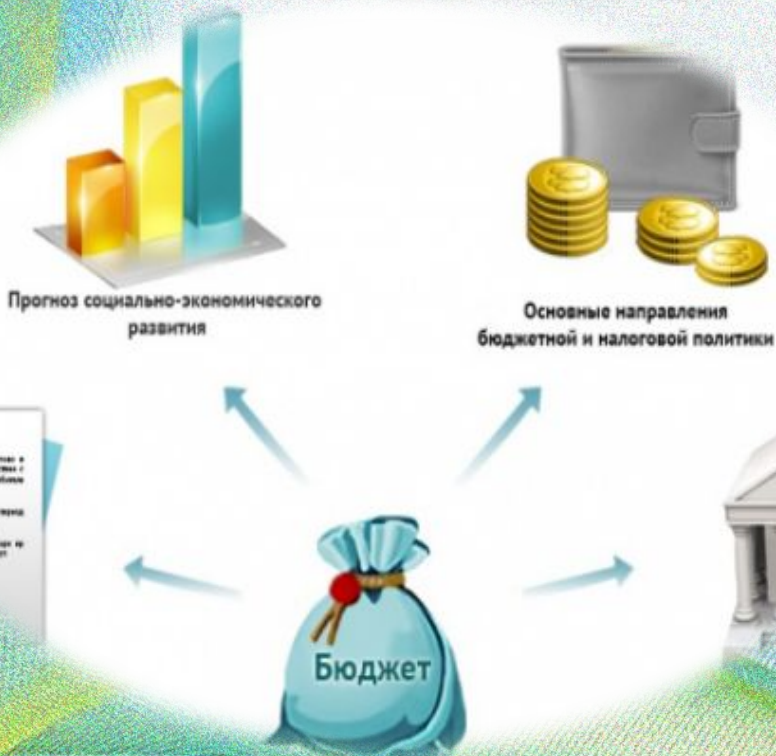 Прогноз социально-экономического
развития
Основные направления
бюджетной и налоговой политики
Бюджет